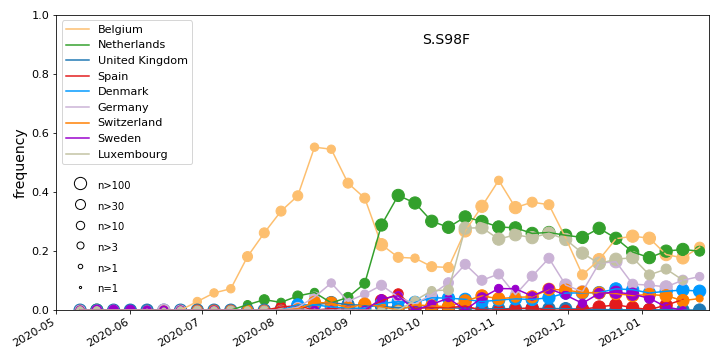 S.S98F
frequency
1.0
0.8
0.6
0.4
0.2
0.0
Belgium
Netherlands
United Kingdom
Spain
Denmark
Germany
Switzerland
Sweden
Luxembourg
n>100
n>30
n>10
n>3
n>1
n=1
2020-05
2020-06
2020-07
2020-08
2020-09
2020-10
2020-11
2020-12
2021-01